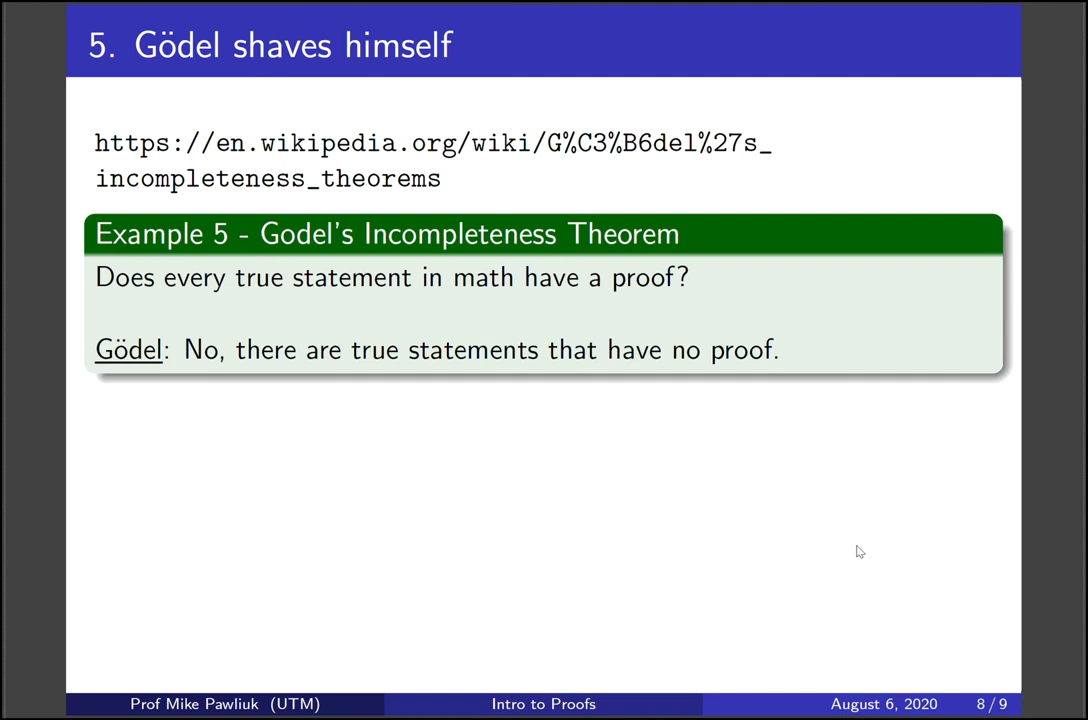 5. Gödel shaves himself
https://en.wikipedia.org/wiki/G%C3%B6del%27s_
incompleteness_theorems
Example 5 - Godel's Incompleteness Theorem
Does every true statement in math have a proof?
Gödel: No, there are true statements that have no proof.
Prof Mike Pawliuk (UTM) Intro to Proofs August 6, 2020 8 / 9